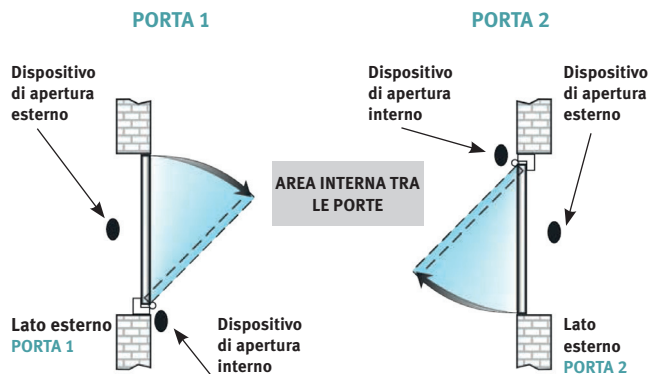 PORTA 1
PORTA 2
Dispositivo
di apertura
esterno
Dispositivo
di apertura
interno
Dispositivo
di apertura
esterno
AREA INTERNA TRA
LE PORTE
Lato esterno
PORTA 1
Dispositivo
di apertura
interno
Lato
esterno
PORTA 2